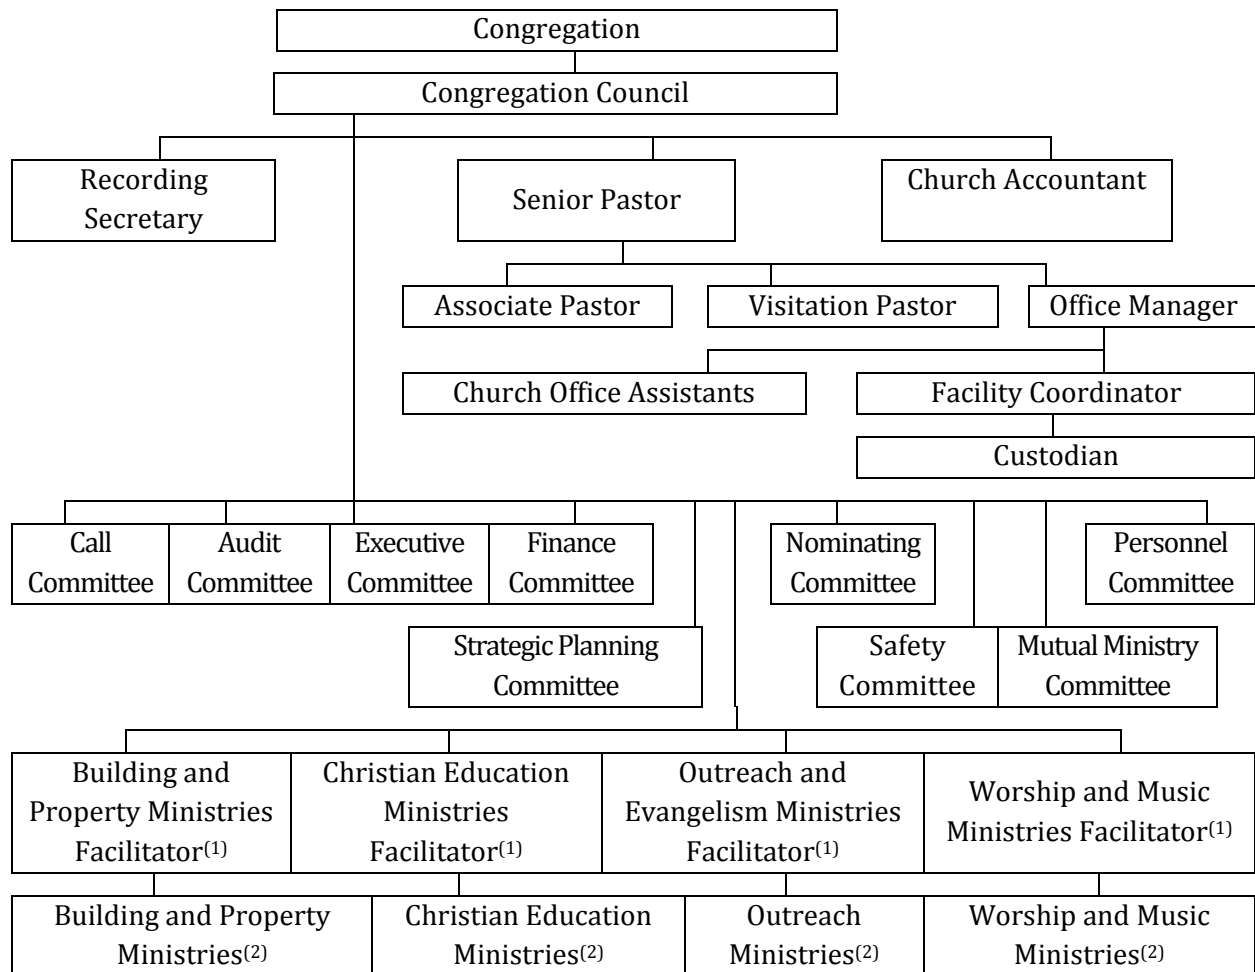 Congregation
Congregation Council
Recording
Secretary
Senior Pastor
Church Accountant
Associate Pastor
Visitation Pastor
Office Manager
Church Office Assistants
Facility Coordinator
Custodian
Call
Committee
Audit
Committee
Executive
Committee
Finance
Committee
Nominating
Committee
Personnel
Committee
Strategic Planning
Committee
Safety
Committee
Mutual Ministry
Committee
Building and
Property Ministries
Facilitator(1)
Christian Education
Ministries
Facilitator(1)
Outreach and
Evangelism Ministries
Facilitator(1)
Worship and Music
Ministries Facilitator(1)
Building and Property
Ministries(2)
Christian Education
Ministries(2)
Outreach
Ministries(2)
Worship and Music
Ministries(2)